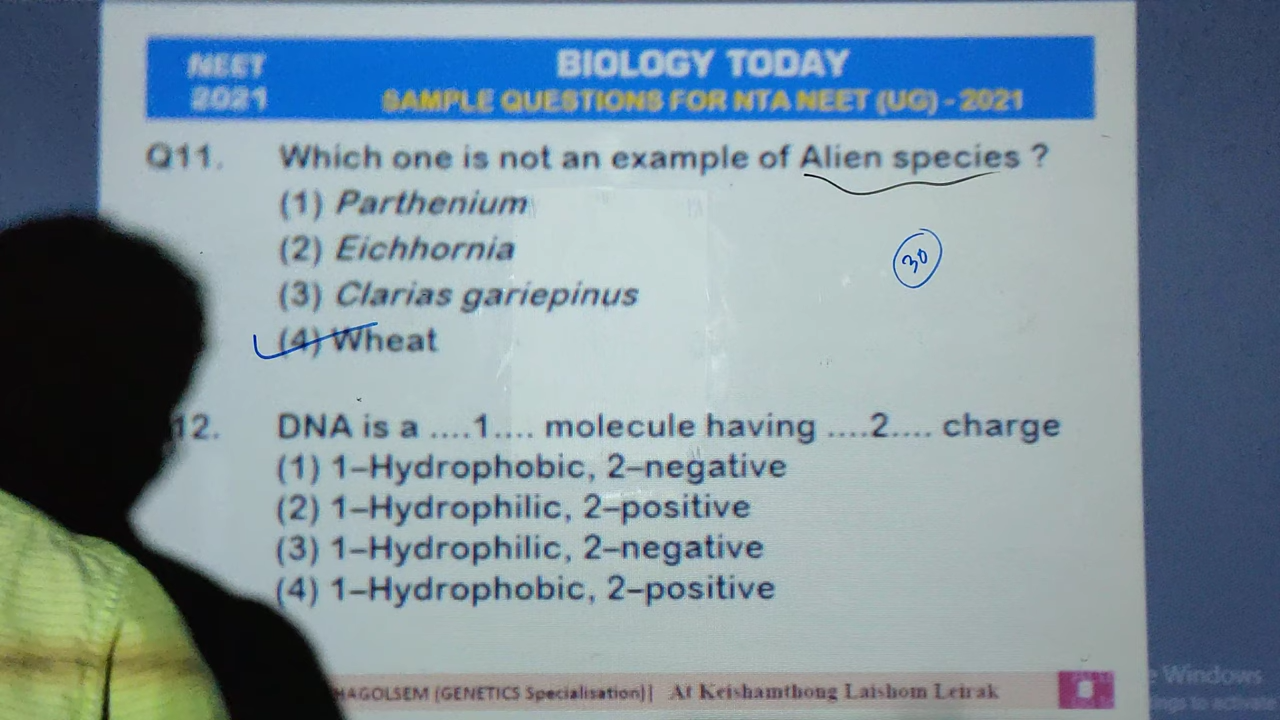 NEET
2021
BIOLOGY TODAY
SAMPLE QUESTIONS FOR NTA NEET (UG) - 2021
Q11. Which one is not an example of Alien species ?
(1) Parthenium
(2) Eichhornia
(3) Clarias gariepinus
(4) Wheat
30
12. DNA is a ....1.... molecule having ....2.... charge
(1) 1–Hydrophobic, 2–negative
(2) 1–Hydrophilic, 2–positive
(3) 1–Hydrophilic, 2–negative
(4) 1–Hydrophobic, 2–positive
HAGOLSEM (GENETICS Specialisation)| At Keishamthong Laishom Leirak
Windows
ings to activate